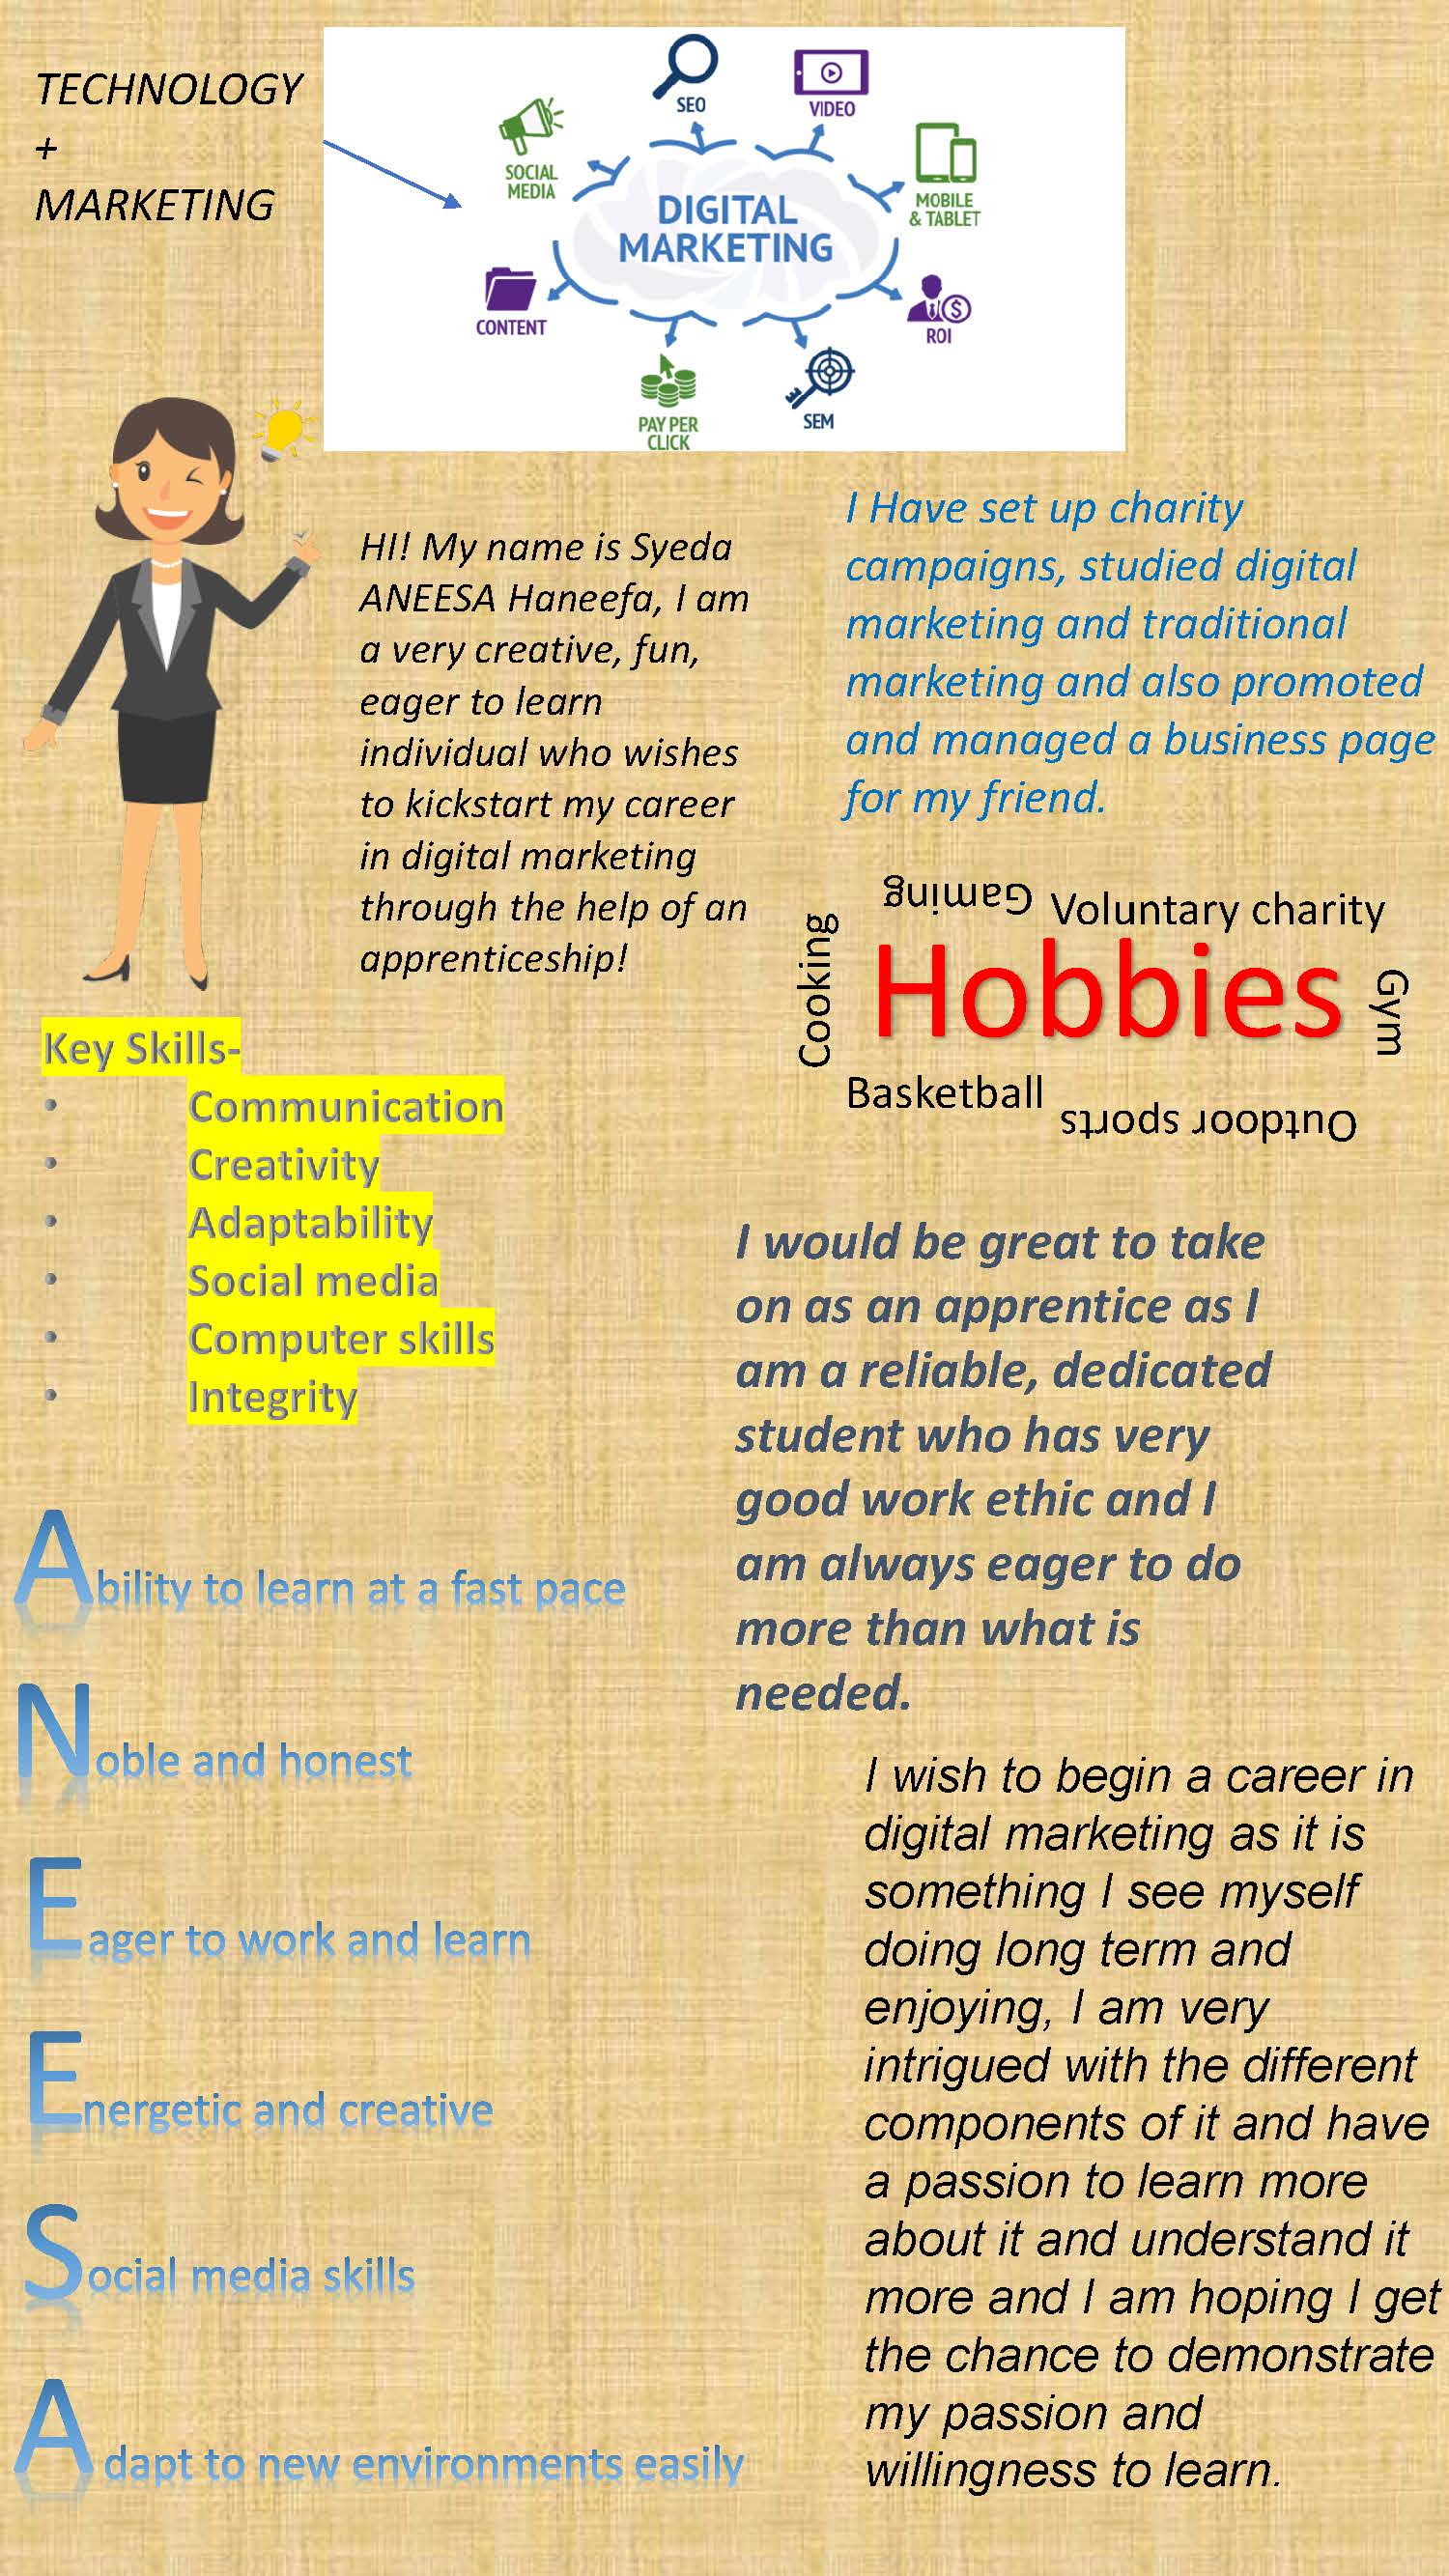 TECHNOLOGY
+
MARKETING
SEO
VIDEO
SOCIAL
MEDIA
MOBILE
& TABLET
DIGITAL
MARKETING
CONTENT
ROI
PAY PER
CLICK
SEM
HI! My name is Syeda
ANEESA Haneefa, I am
a very creative, fun,
eager to learn
individual who wishes
to kickstart my career
in digital marketing
through the help of an
apprenticeship!
I Have set up charity
campaigns, studied digital
marketing and traditional
marketing and also promoted
and managed a business page
for my friend.
Gaming
Voluntary charity
Cooking
Hobbies
Gym
Basketball
Outdoor sports
Key Skills-
• Communication
• Creativity
• Adaptability
• Social media
• Computer skills
• Integrity
I would be great to take
on as an apprentice as I
am a reliable, dedicated
student who has very
good work ethic and I
am always eager to do
more than what is
needed.
Ability to learn at a fast pace
Noble and honest
Eager to work and learn
Energetic and creative
Social media skills
Adapt to new environments easily
I wish to begin a career in
digital marketing as it is
something I see myself
doing long term and
enjoying, I am very
intrigued with the different
components of it and have
a passion to learn more
about it and understand it
more and I am hoping I get
the chance to demonstrate
my passion and
willingness to learn.